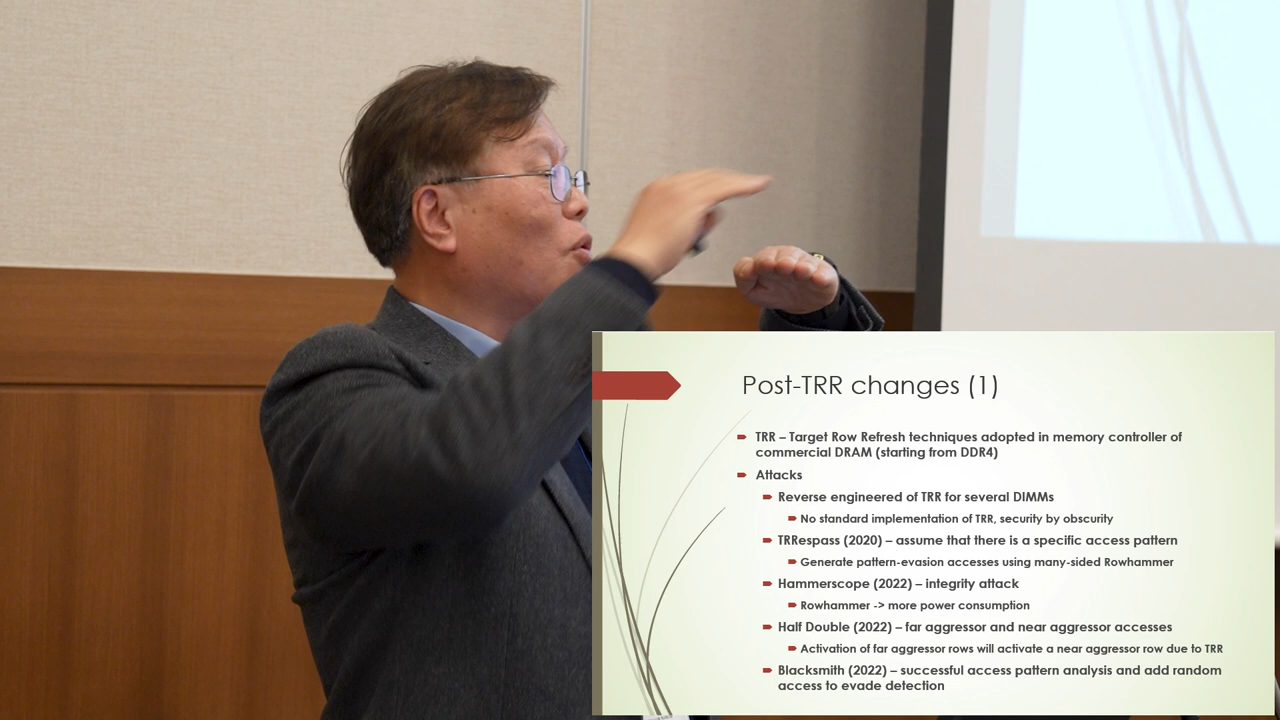 Post-TRR changes (1)
TRR – Target Row Refresh techniques adopted in memory controller of
commercial DRAM (starting from DDR4)
Attacks
Reverse engineered of TRR for several DIMMs
No standard implementation of TRR, security by obscurity
TRRespass (2020) – assume that there is a specific access pattern
Generate pattern-evasion accesses using many-sided Rowhammer
Hammerscope (2022) – integrity attack
Rowhammer -> more power consumption
Half Double (2022) – far aggressor and near aggressor accesses
Activation of far aggressor rows will activate a near aggressor row due to TRR
Blacksmith (2022) – successful access pattern analysis and add random
access to evade detection